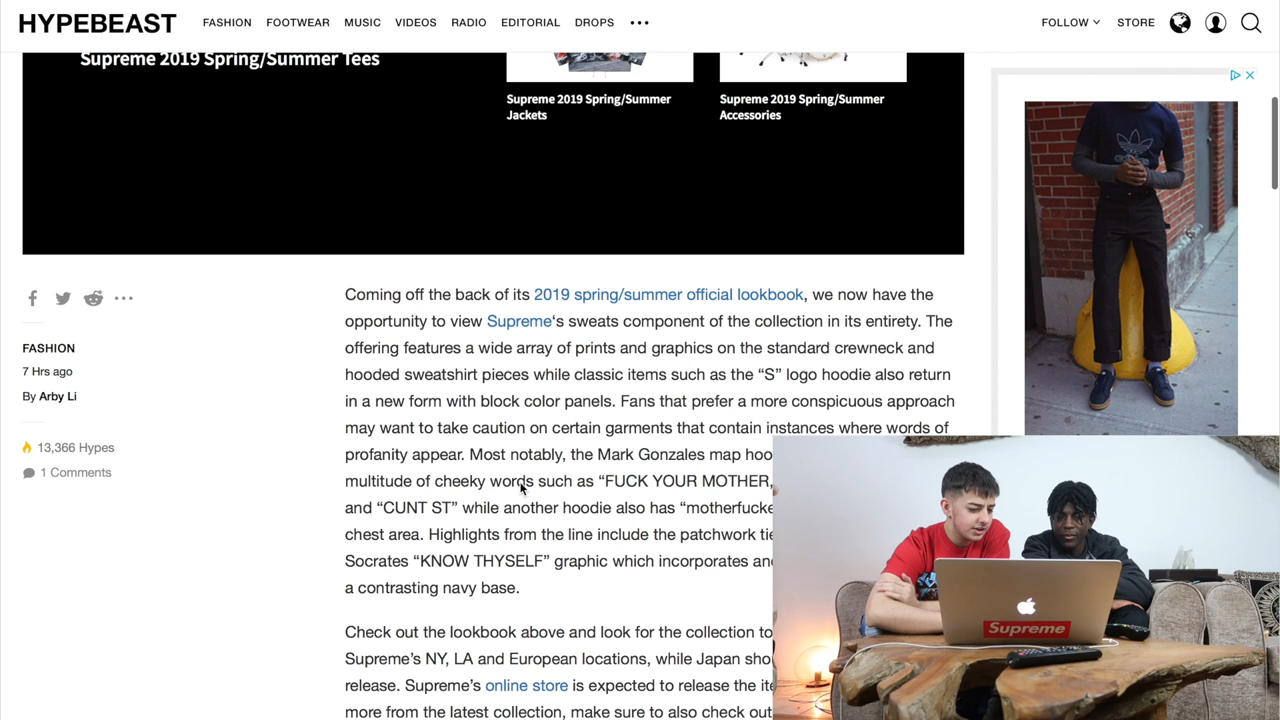 HYPEBEAST
FASHION FOOTWEAR MUSIC VIDEOS RADIO EDITORIAL DROPS •••
FOLLOW STORE
Supreme 2019 Spring/Summer Tees
Supreme 2019 Spring/Summer
Jackets
Supreme 2019 Spring/Summer
Accessories
FASHION
7 Hrs ago
By Arby Li
13,366 Hypes
1 Comments
Coming off the back of its 2019 spring/summer official lookbook, we now have the
opportunity to view Supreme‘s sweats component of the collection in its entirety. The
offering features a wide array of prints and graphics on the standard crewneck and
hooded sweatshirt pieces while classic items such as the “S” logo hoodie also return
in a new form with block color panels. Fans that prefer a more conspicuous approach
may want to take caution on certain garments that contain instances where words of
profanity appear. Most notably, the Mark Gonzales map hoo
multitude of cheeky words such as “FUCK YOUR MOTHER,
and “CUNT ST” while another hoodie also has “motherfucke
chest area. Highlights from the line include the patchwork tie
Socrates “KNOW THYSELF” graphic which incorporates and
a contrasting navy base.
Check out the lookbook above and look for the collection to
Supreme’s NY, LA and European locations, while Japan sho
release. Supreme’s online store is expected to release the ite
more from the latest collection, make sure to also check out
Supreme